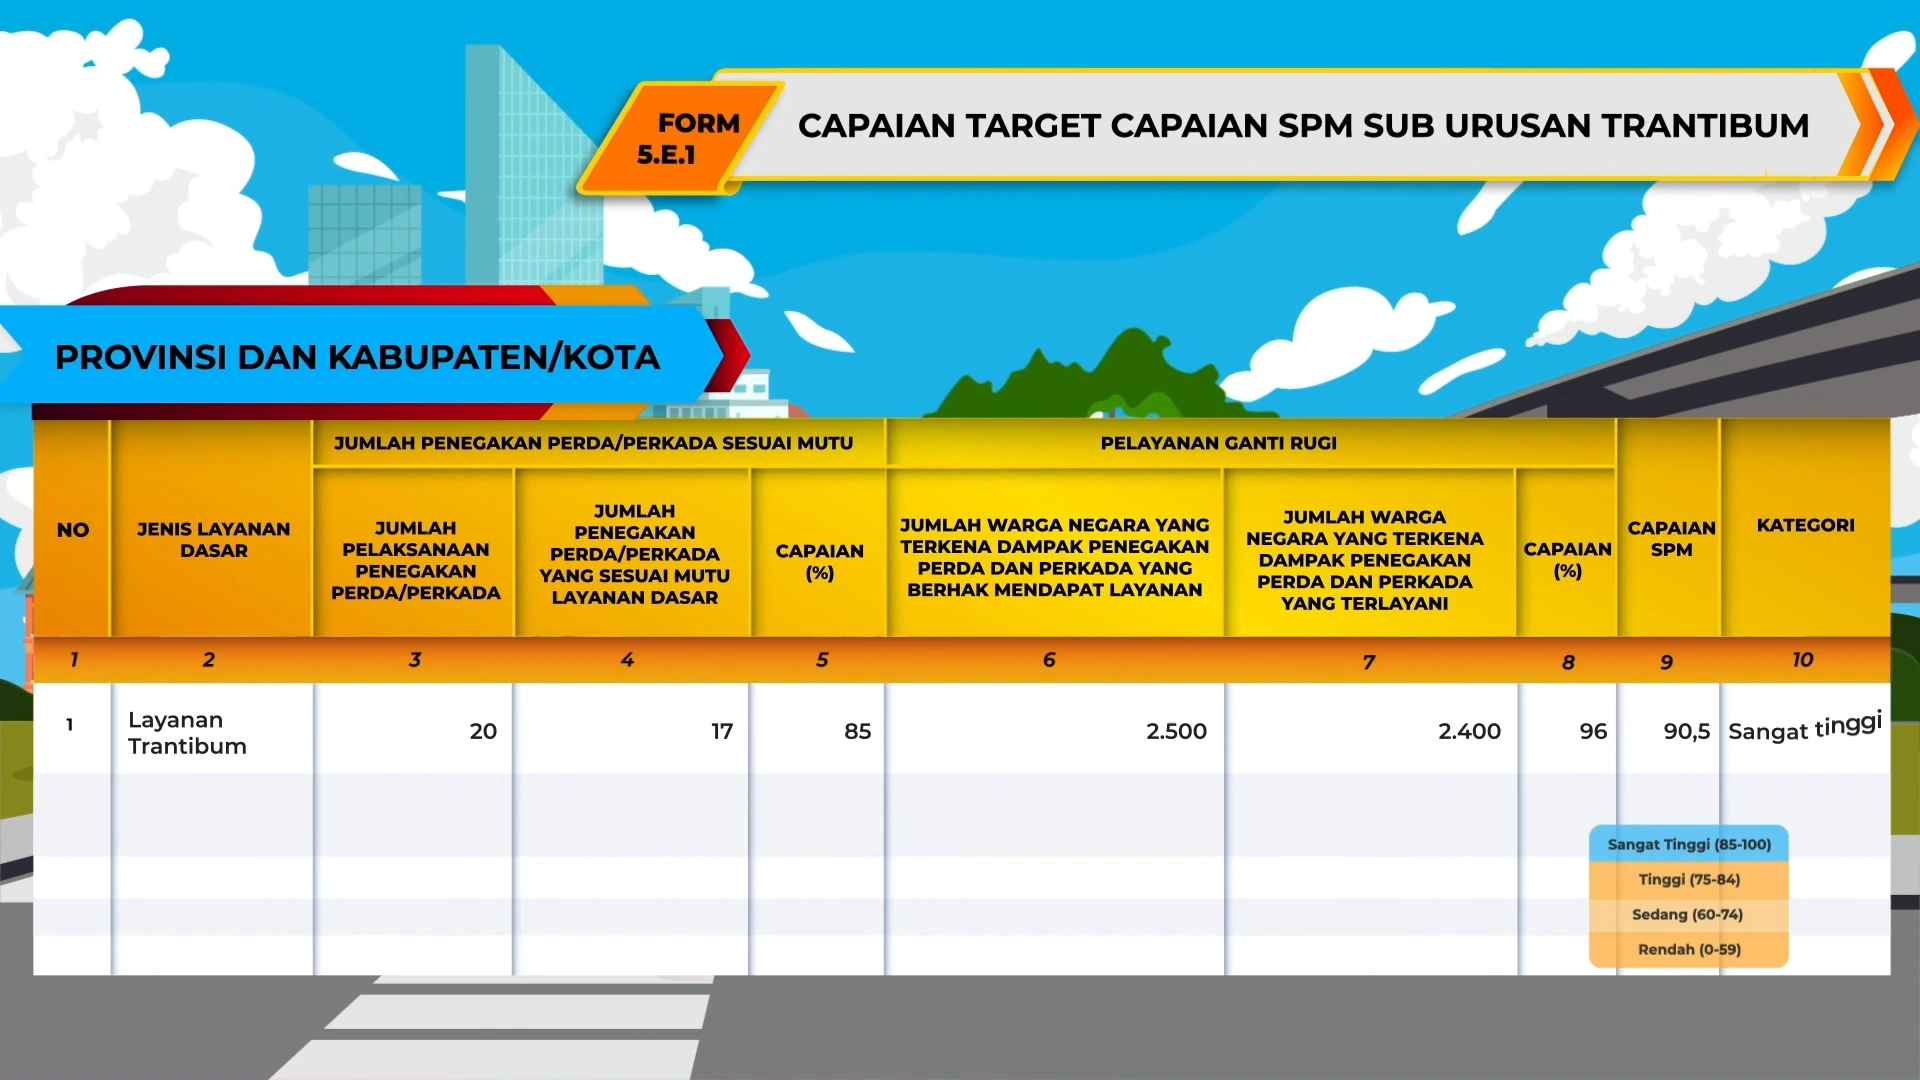 FORM
5.E.1
CAPAIAN TARGET CAPAIAN SPM SUB URUSAN TRANTIBUM
PROVINSI DAN KABUPATEN/KOTA
NO
JENIS LAYANAN
DASAR
JUMLAH PENEGAKAN PERDA/PERKADA SESUAI MUTU
JUMLAH
PELAKSANAAN
PENEGAKAN
PERDA/PERKADA
JUMLAH
PENEGAKAN
PERDA/PERKADA
YANG SESUAI MUTU
LAYANAN DASAR
CAPAIAN
(%)
PELAYANAN GANTI RUGI
JUMLAH WARGA NEGARA YANG
TERKENA DAMPAK PENEGAKAN
PERDA DAN PERKADA YANG
BERHAK MENDAPAT LAYANAN
JUMLAH WARGA
NEGARA YANG TERKENA
DAMPAK PENEGAKAN
PERDA DAN PERKADA
YANG TERLAYANI
CAPAIAN
(%)
CAPAIAN
SPM
KATEGORI
1 2 3 4 5 6 7 8 9 10
1
Layanan
Trantibum
20
17
85
2.500
2.400
96
90,5
Sangat tinggi
Sangat Tinggi (85-100)
Tinggi (75-84)
Sedang (60-74)
Rendah (0-59)